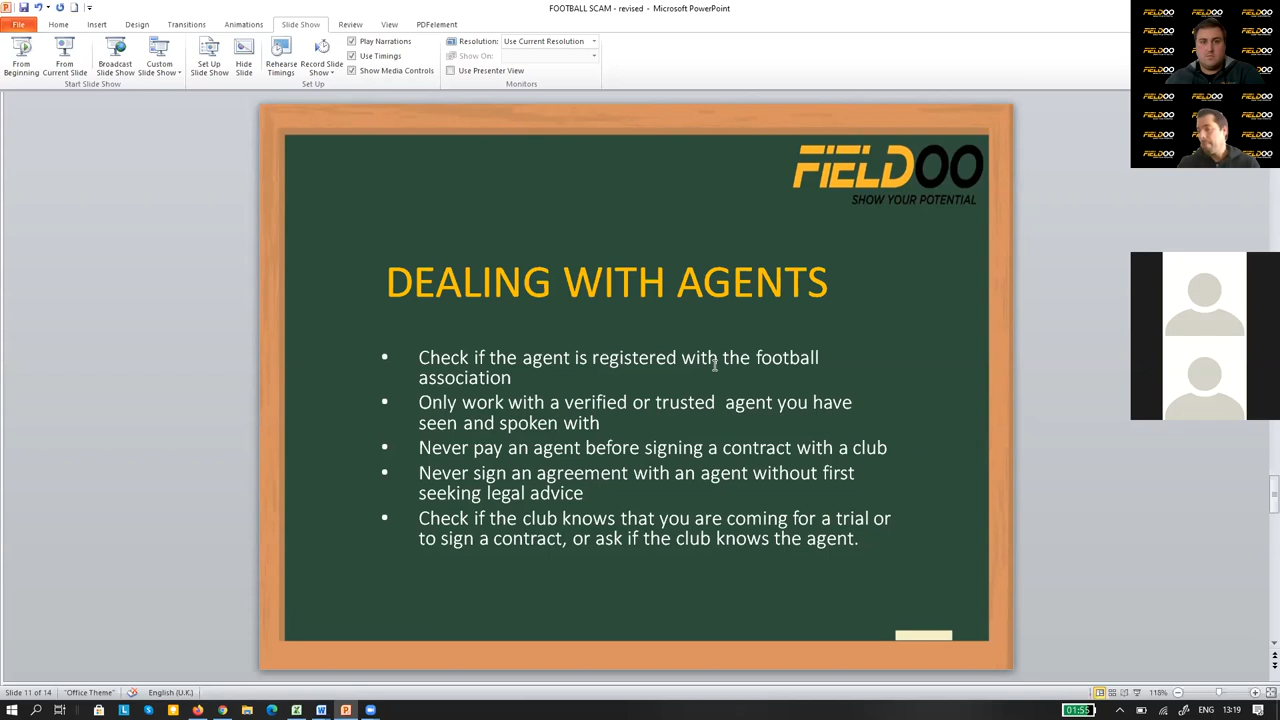 FOOTBALL SCAM - revised - Microsoft PowerPoint
File Home Insert Design Transitions Animations Slide Show Review View PDFelement
From Beginning
From Current Slide
Broadcast Slide Show
Custom Slide Show
Set Up Slide Show
Hide Slide
Rehearse Timings
Record Slide Show
Play Narrations
Use Timings
Show Media Controls
Resolution: Use Current Resolution
Show On:
Use Presenter View
Start Slide Show
Set Up
Monitors
FIELDOO
SHOW YOUR POTENTIAL
DEALING WITH AGENTS
• Check if the agent is registered with the football
association
• Only work with a verified or trusted agent you have
seen and spoken with
• Never pay an agent before signing a contract with a club
• Never sign an agreement with an agent without first
seeking legal advice
• Check if the club knows that you are coming for a trial or
to sign a contract, or ask if the club knows the agent.
Slide 11 of 14 "Office Theme" English (U.K.) 118%
01:55 ENG 13:19